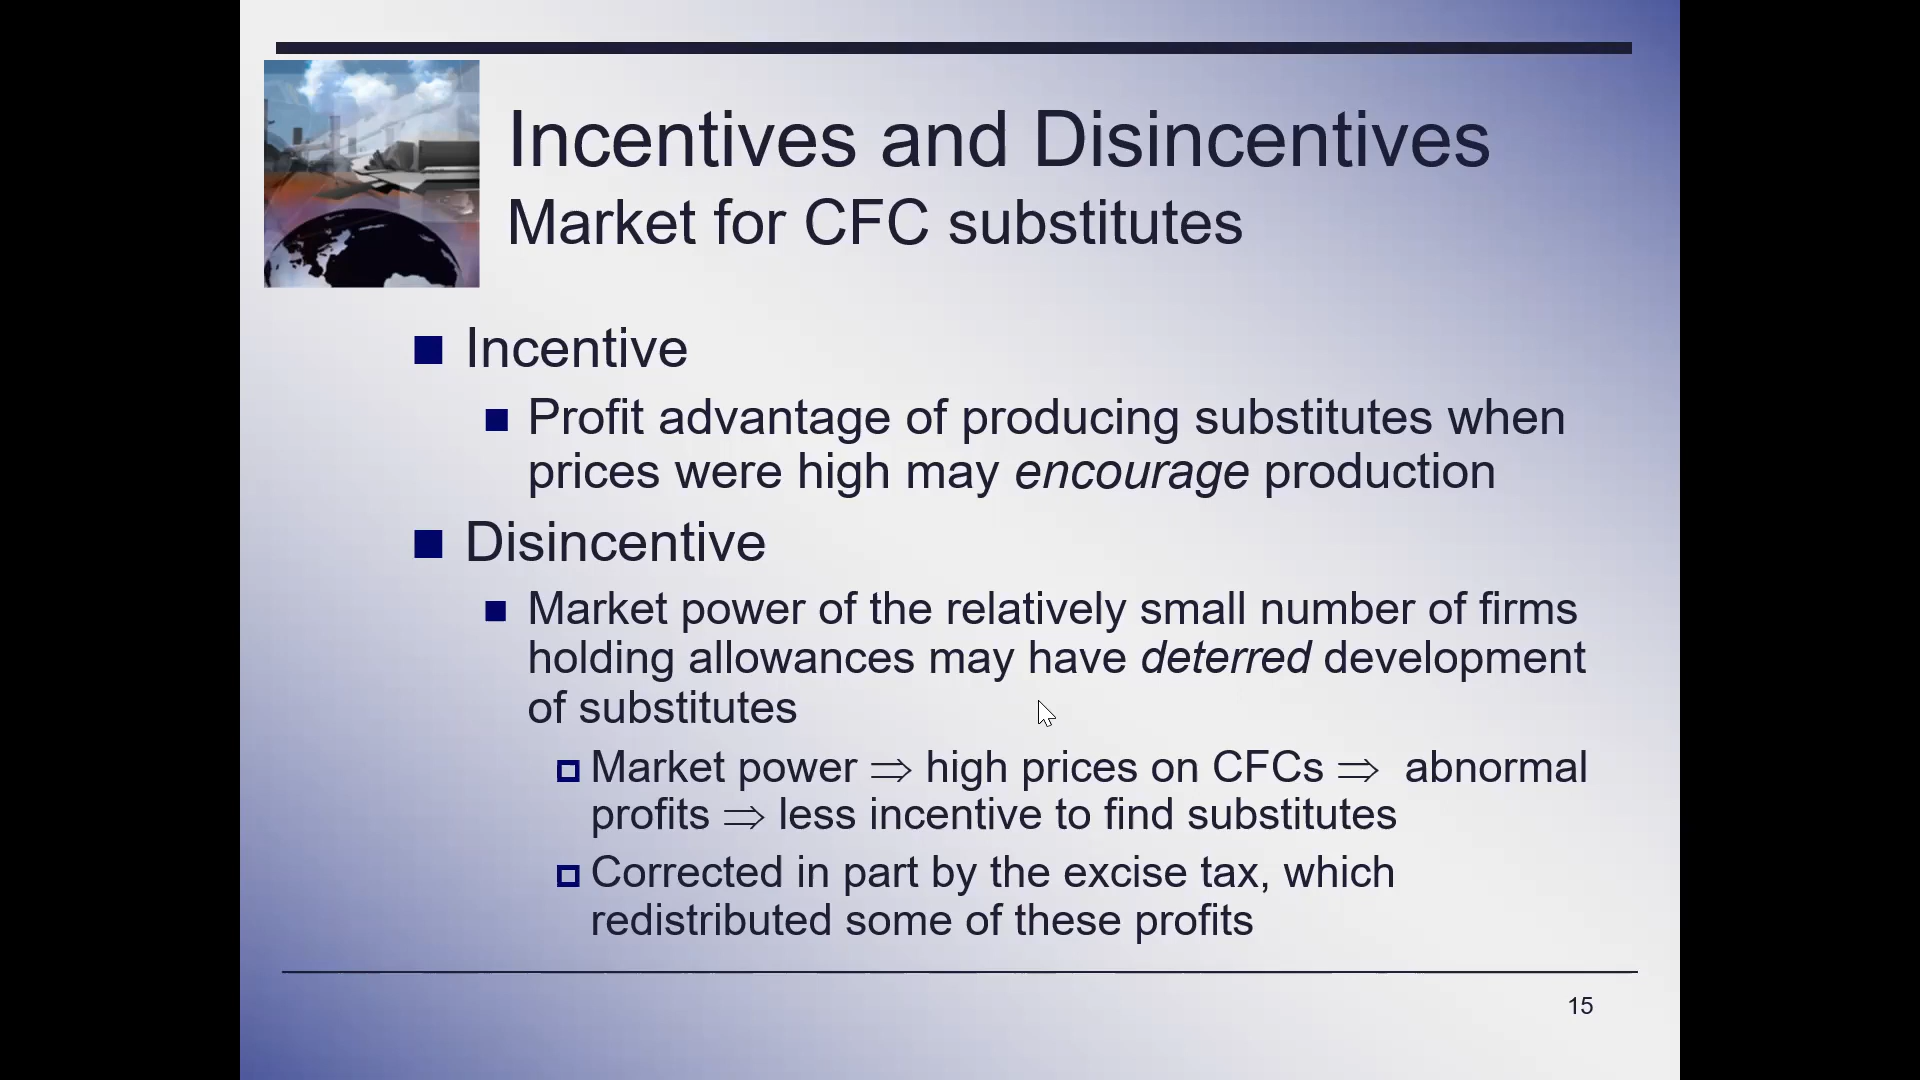 Incentives and Disincentives
Market for CFC substitutes
Incentive
Profit advantage of producing substitutes when
prices were high may encourage production
Disincentive
Market power of the relatively small number of firms
holding allowances may have deterred development
of substitutes
Market power ⇒ high prices on CFCs ⇒ abnormal
profits ⇒ less incentive to find substitutes
Corrected in part by the excise tax, which
redistributed some of these profits
15